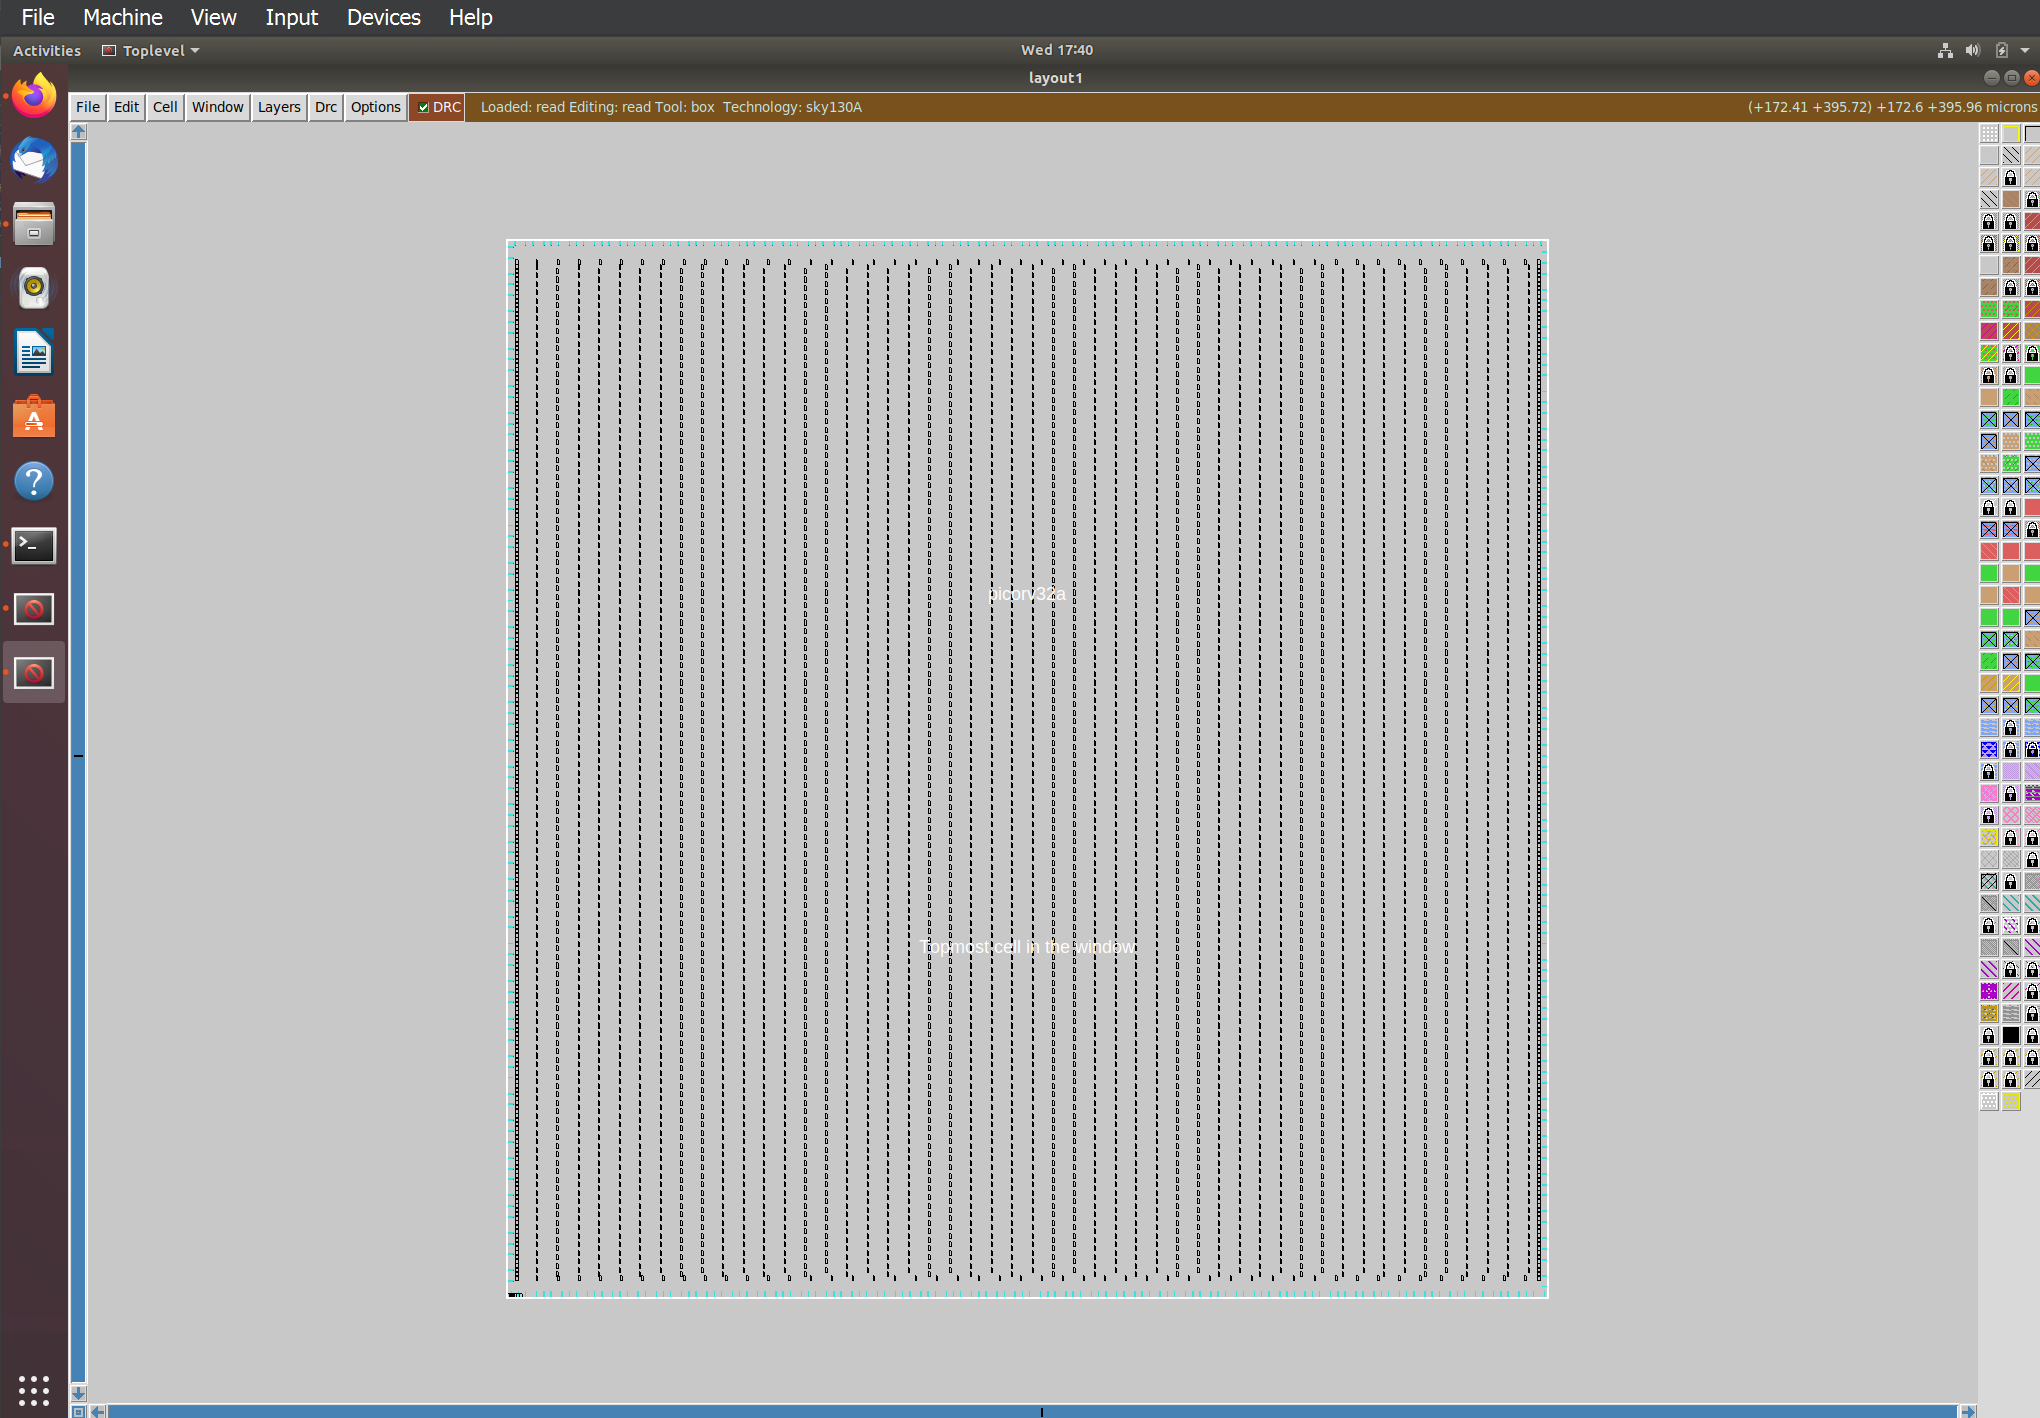 File Machine View Input Devices Help
Activities Toplevel Wed 17:40
layout1
File Edit Cell Window Layers Drc Options DRC Loaded: read Editing: read Tool: box Technology: sky130A (+172.41 +395.72) +172.6 +395.96 microns
picorv32a
Topmost cell in the window